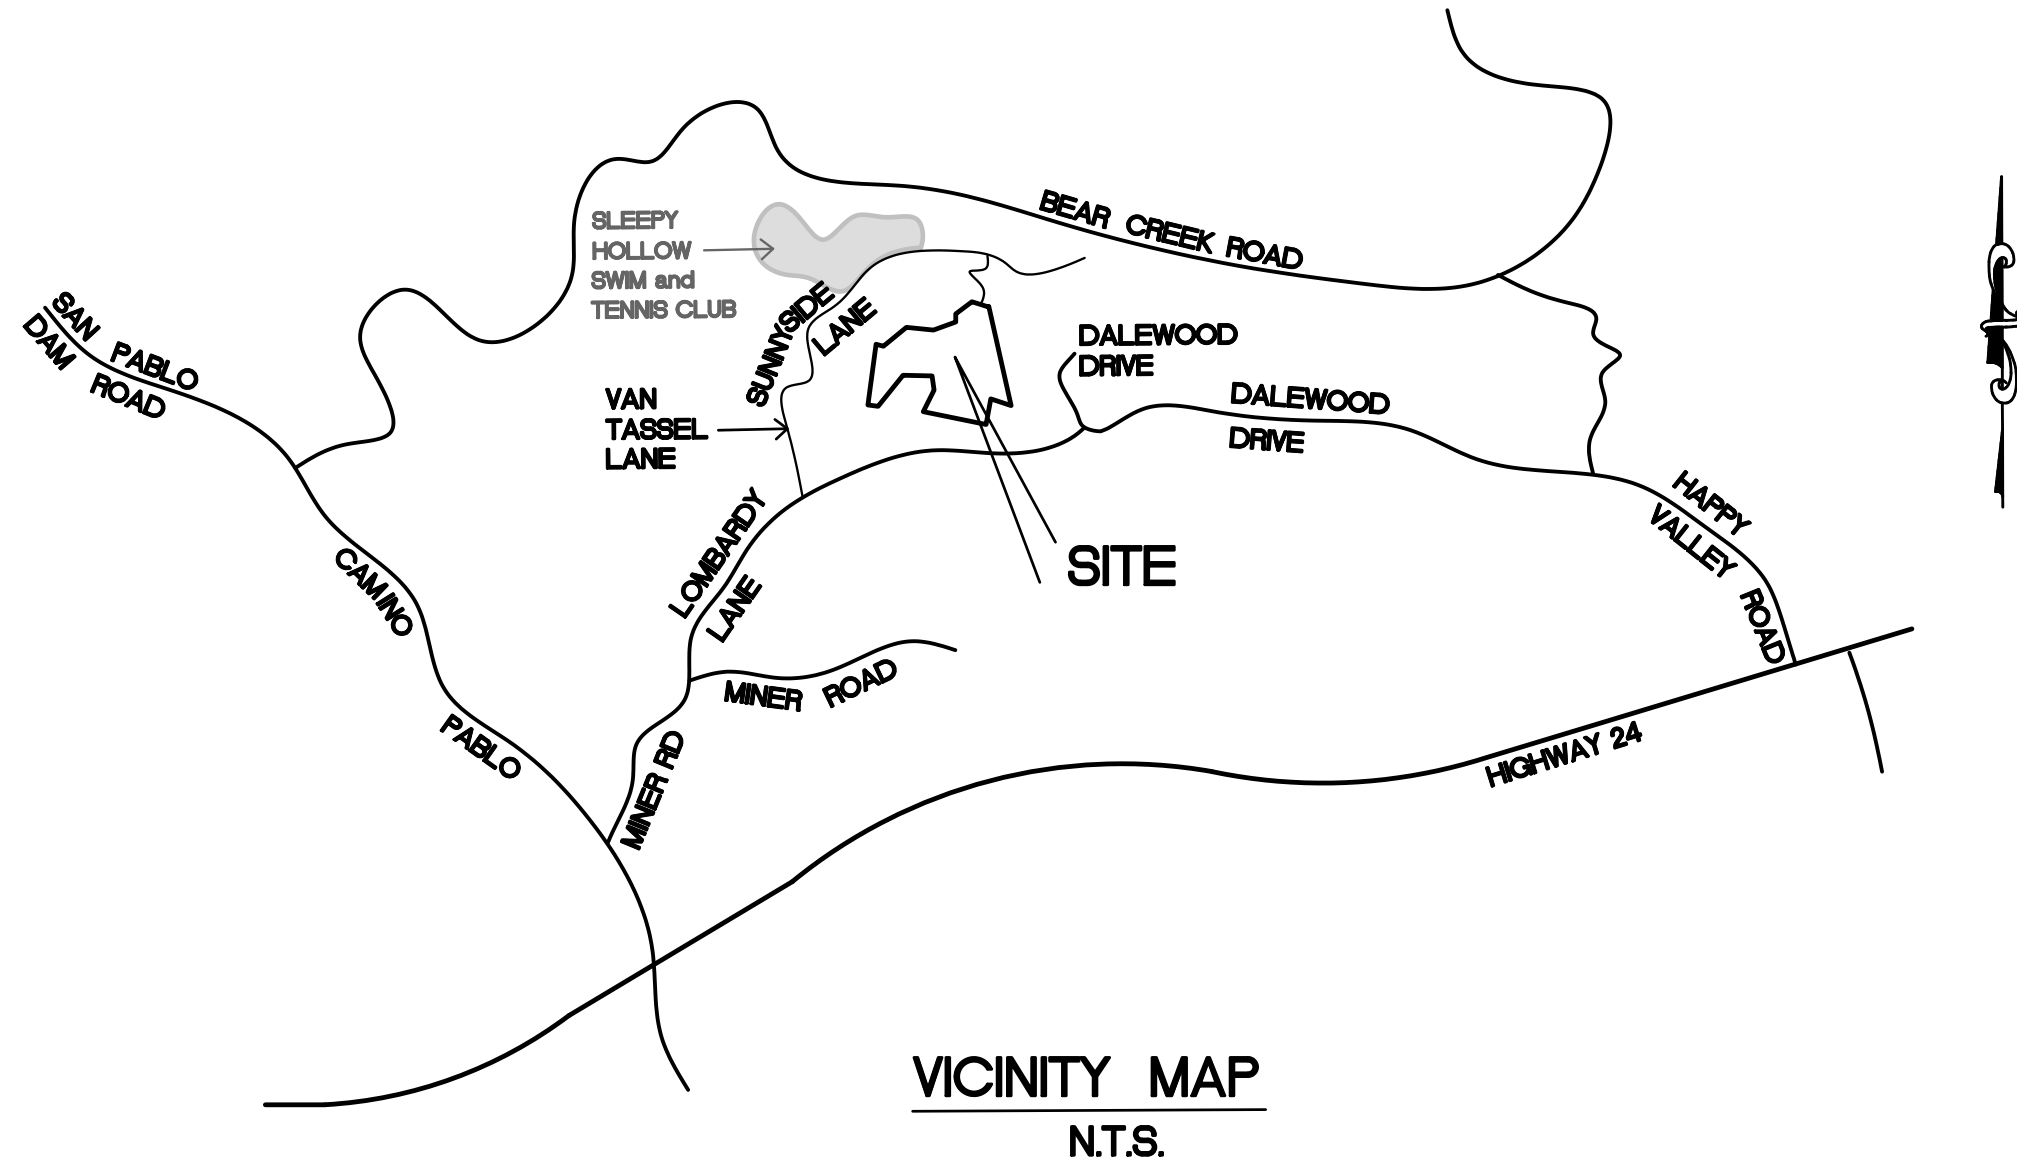 BEAR CREEK ROAD
SLEEPY
HOLLOW
SWIM and
TENNIS CLUB
SUNNYSIDE
LANE
SAN PABLO
DAM ROAD
DALEWOOD
DRIVE
VAN
TASSEL
LANE
DALEWOOD
DRIVE
HAPPY
VALLEY ROAD
LOMBARDY
LANE
SITE
CAMINO
PABLO
MINER ROAD
MINER RD
HIGHWAY 24
VICINITY MAP
N.T.S.